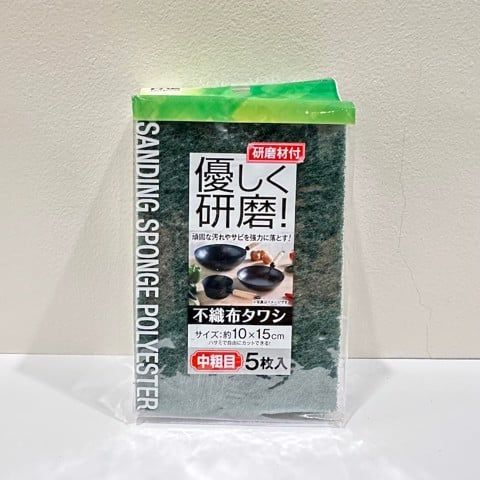 研磨材付
優しく
研磨!
頑固な汚れやサビを強力に落とす!
不織布タワシ
サイズ:約10×15cm
ハサミで自由にカットできる!
中粗目 5枚入
SANDING SPONGE POLYESTER